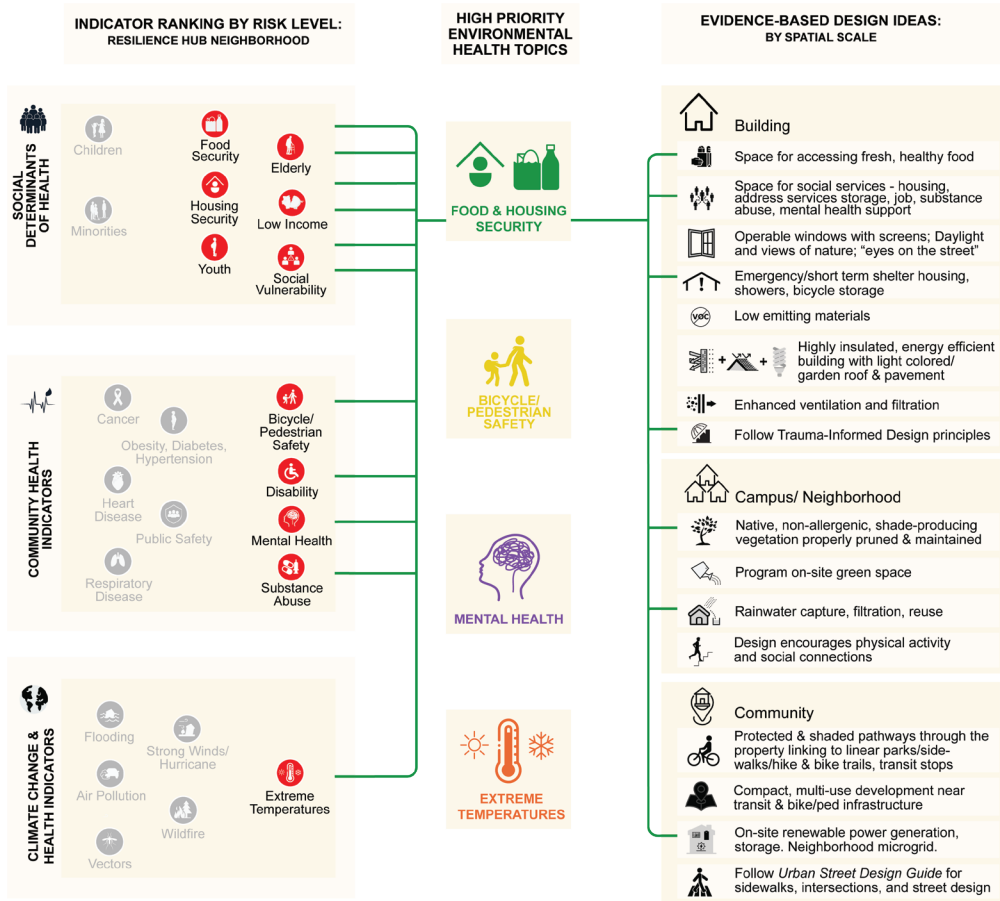 INDICATOR RANKING BY RISK LEVEL:
RESILIENCE HUB NEIGHBORHOOD
HIGH PRIORITY
ENVIRONMENTAL
HEALTH TOPICS
EVIDENCE-BASED DESIGN IDEAS:
BY SPATIAL SCALE
SOCIAL
DETERMINANTS
OF HEALTH
Children
Minorities
Food
Security
Housing
Security
Youth
Elderly
Low Income
Social
Vulnerability
COMMUNITY HEALTH
INDICATORS
Cancer
Obesity, Diabetes,
Hypertension
Heart
Disease
Public Safety
Respiratory
Disease
Bicycle/
Pedestrian
Safety
Disability
Mental Health
Substance
Abuse
CLIMATE CHANGE &
HEALTH INDICATORS
Flooding
Strong Winds/
Hurricane
Air Pollution
Wildfire
Vectors
Extreme
Temperatures
FOOD & HOUSING
SECURITY
BICYCLE/
PEDESTRIAN
SAFETY
MENTAL HEALTH
EXTREME
TEMPERATURES
Building
Space for accessing fresh, healthy food
Space for social services - housing,
address services storage, job, substance
abuse, mental health support
Operable windows with screens; Daylight
and views of nature; “eyes on the street”
!
Emergency/short term shelter housing,
showers, bicycle storage
VOC
Low emitting materials
+ +
Highly insulated, energy efficient
building with light colored/
garden roof & pavement
Enhanced ventilation and filtration
Follow Trauma-Informed Design principles
Campus/ Neighborhood
Native, non-allergenic, shade-producing
vegetation properly pruned & maintained
Program on-site green space
Rainwater capture, filtration, reuse
Design encourages physical activity
and social connections
Community
Protected & shaded pathways through the
property linking to linear parks/side-
walks/hike & bike trails, transit stops
Compact, multi-use development near
transit & bike/ped infrastructure
On-site renewable power generation,
storage. Neighborhood microgrid.
Follow Urban Street Design Guide for
sidewalks, intersections, and street design